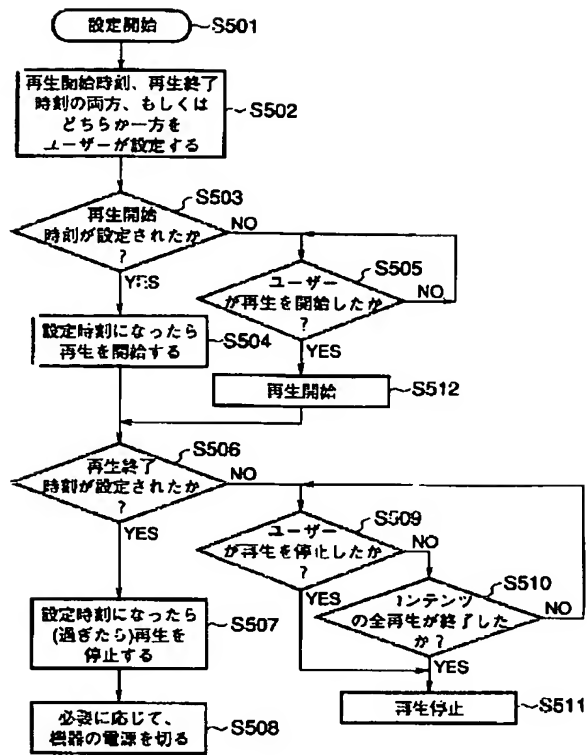 設定開始
S501
再生開始時刻、再生終了
時刻の両方、もしくは
どちらか一方を
ユーザーが設定する
S502
S503
再生開始
時刻が設定されたか
?
NO
YES
S505
ユーザー
が再生を開始したか
?
NO
YES
設定時刻になったら
再生を開始する
S504
再生開始
S512
S506
再生終了
時刻が設定されたか
?
NO
YES
S509
ユーザー
が再生を停止したか
?
NO
YES
S510
コンテンツ
の全再生が終了した
か?
NO
YES
設定時刻になったら
(過ぎたら)再生を
停止する
S507
再生停止
S511
必要に応じて、
機器の電源を切る
S508